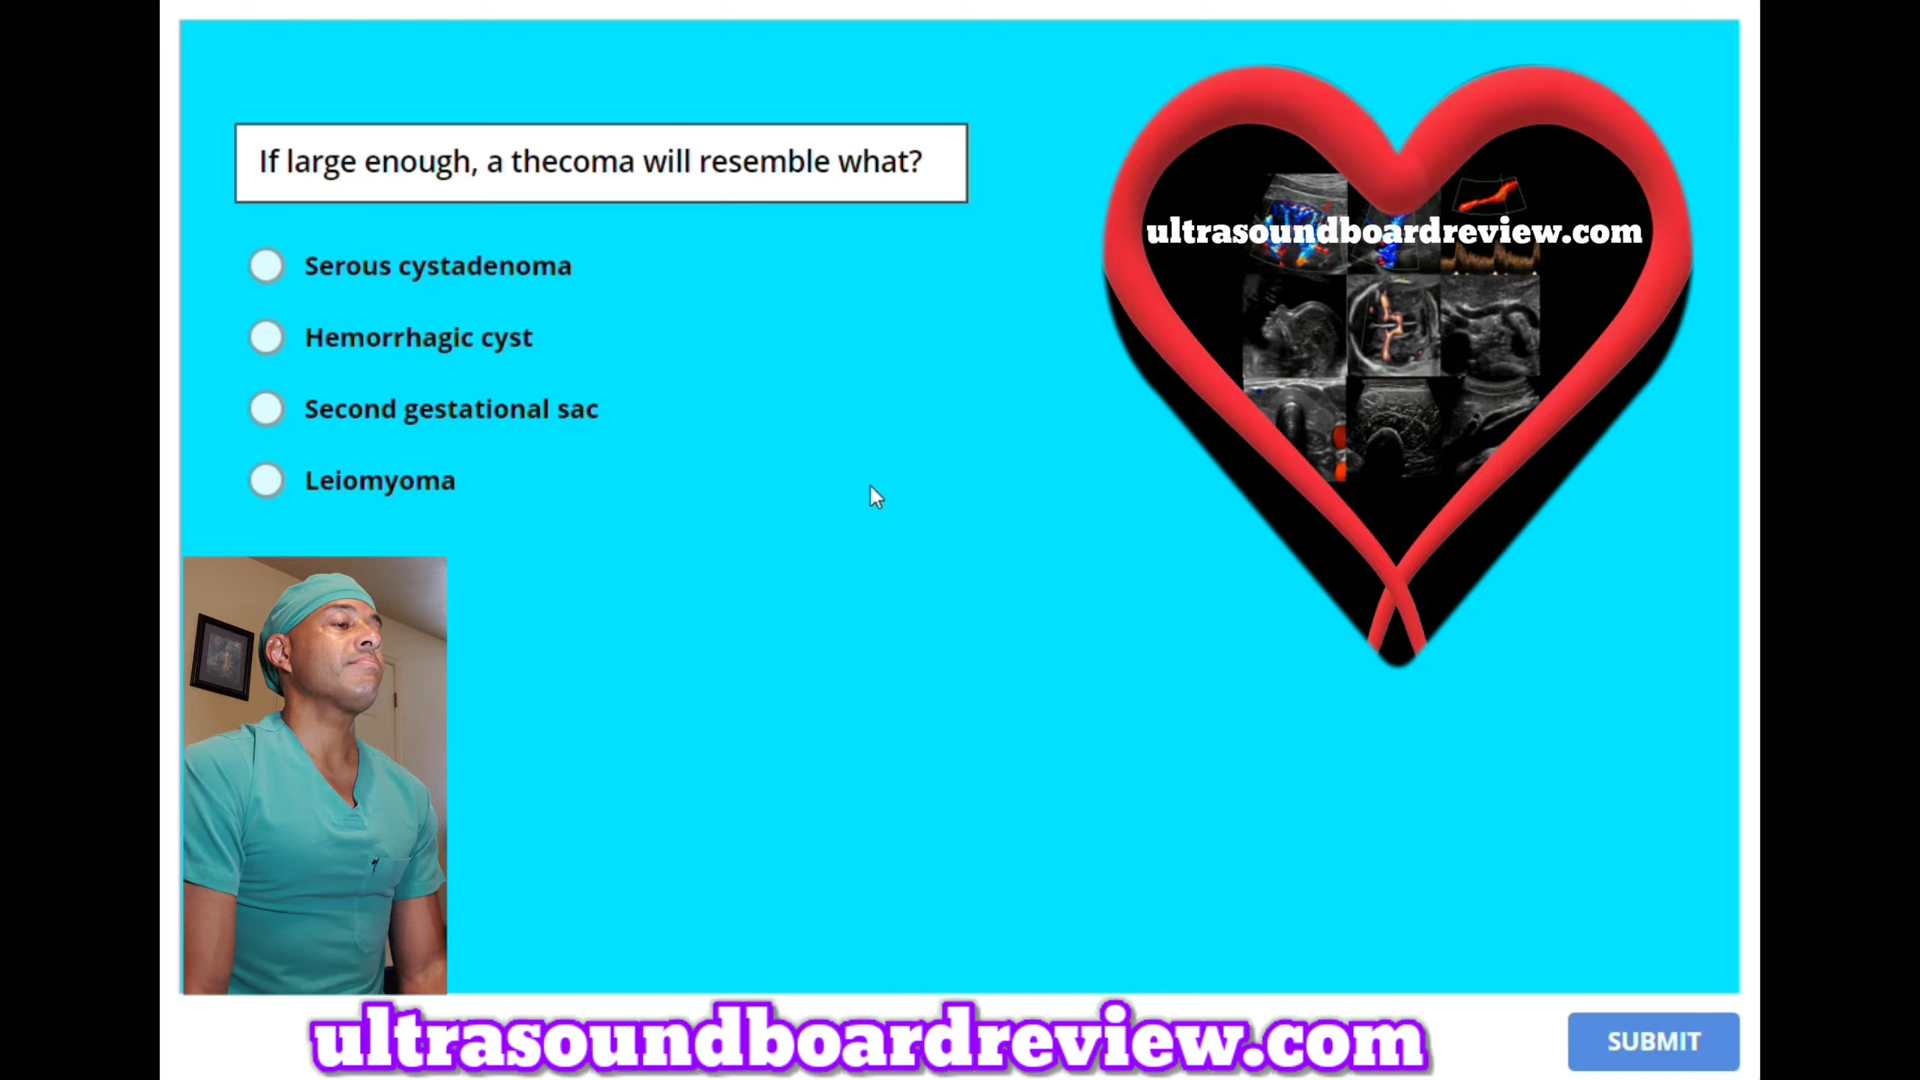 If large enough, a thecoma will resemble what?
ultrasoundboardreview.com
Serous cystadenoma
Hemorrhagic cyst
Second gestational sac
Leiomyoma
ultrasoundboardreview.com
SUBMIT